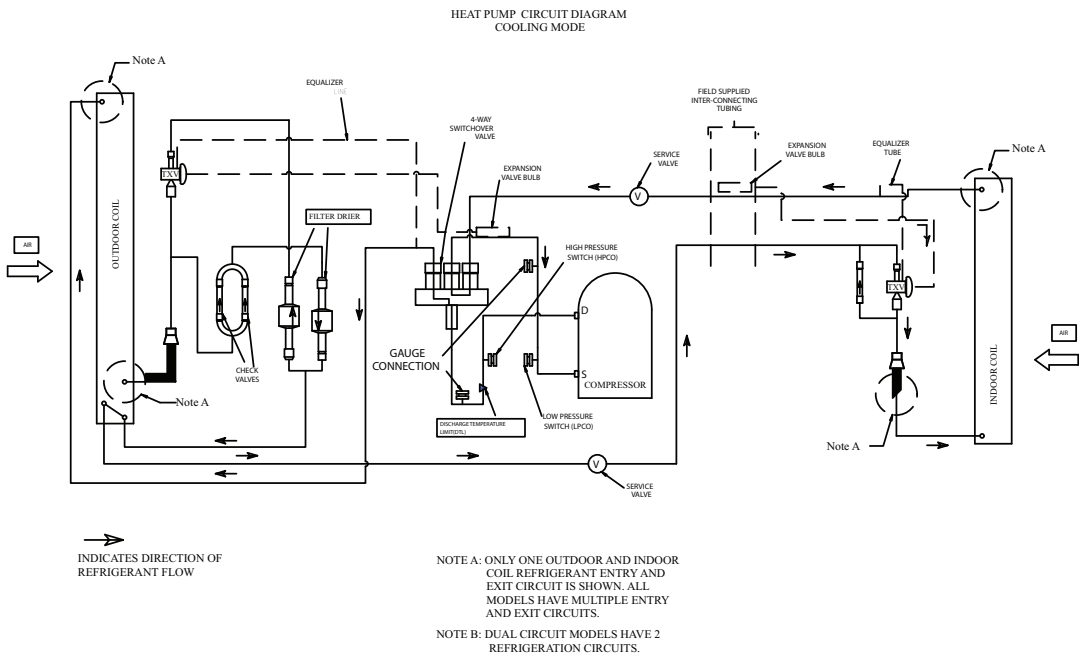 HEAT PUMP CIRCUIT DIAGRAM
COOLING MODE
Note A
EQUALIZER
LINE
4-WAY
SWITCHOVER
VALVE
FIELD SUPPLIED
INTER-CONNECTING
TUBING
EXPANSION
VALVE BULB
SERVICE
VALVE
EXPANSION
VALVE BULB
EQUALIZER
TUBE
Note A
TXV
FILTER DRIER
OUTDOOR COIL
AIR
HIGH PRESSURE
SWITCH (HPCO)
TXV
D
GAUGE
CONNECTION
S
COMPRESSOR
CHECK
VALVES
AIR
INDOOR COIL
Note A
DISCHARGE TEMPERATURE
LIMIT(DTL)
LOW PRESSURE
SWITCH (LPCO)
Note A
V
V
SERVICE
VALVE
INDICATES DIRECTION OF
REFRIGERANT FLOW
NOTE A: ONLY ONE OUTDOOR AND INDOOR
COIL REFRIGERANT ENTRY AND
EXIT CIRCUIT IS SHOWN. ALL
MODELS HAVE MULTIPLE ENTRY
AND EXIT CIRCUITS.
NOTE B: DUAL CIRCUIT MODELS HAVE 2
REFRIGERATION CIRCUITS.